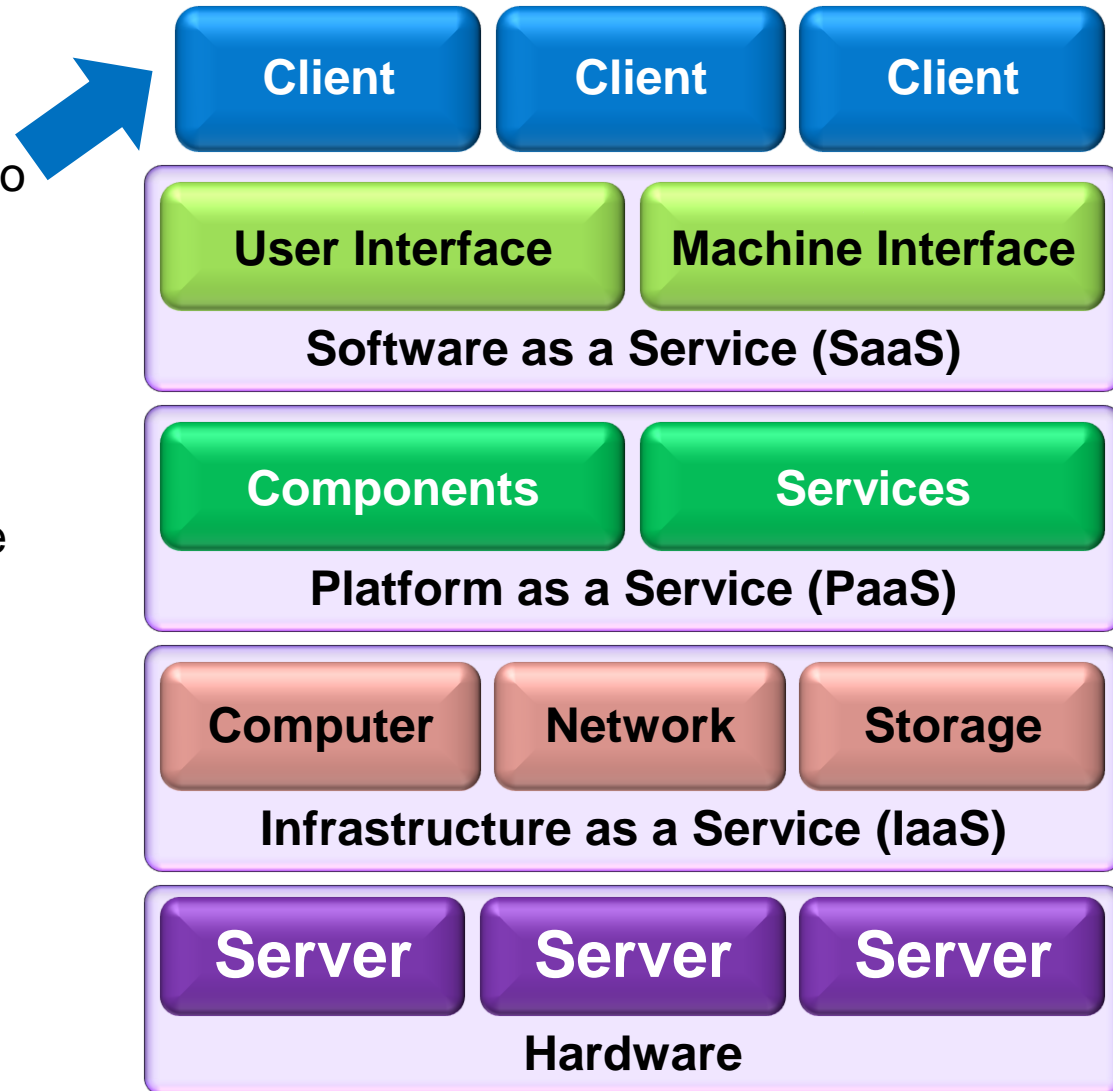 Client Client Client
o
User Interface Machine Interface
Software as a Service (SaaS)
Components Services
e
Platform as a Service (PaaS)
Computer Network Storage
Infrastructure as a Service (IaaS)
Server Server Server
Hardware